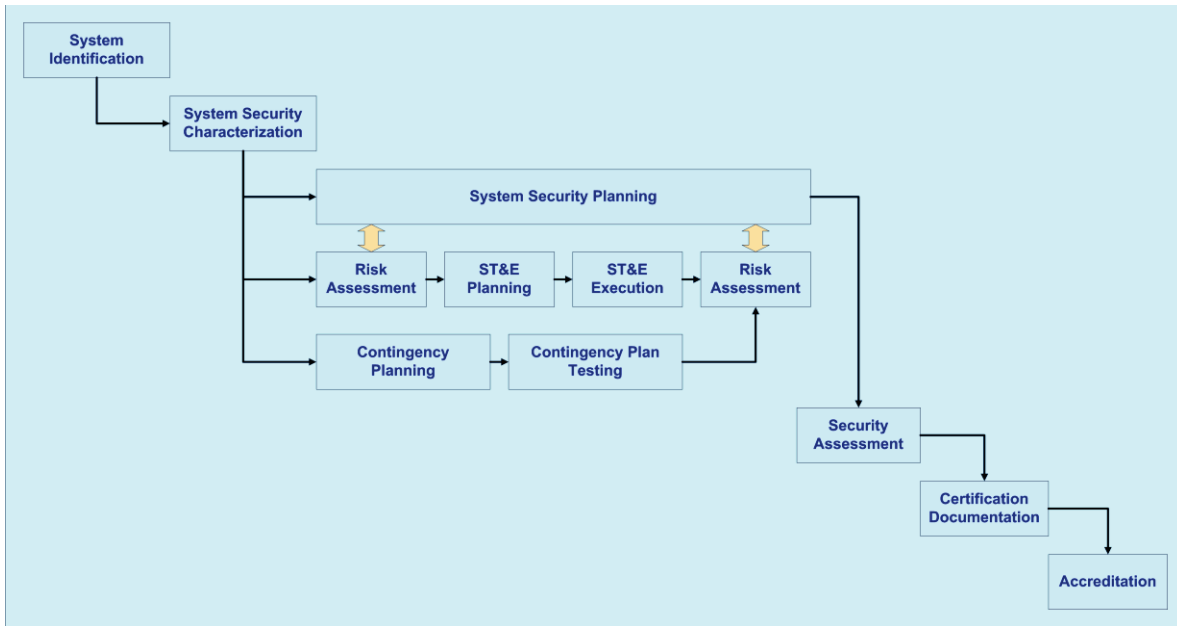 System
Identification
System Security
Characterization
System Security Planning
Risk
Assessment
ST&E
Planning
ST&E
Execution
Risk
Assessment
Contingency
Planning
Contingency Plan
Testing
Security
Assessment
Certification
Documentation
Accreditation